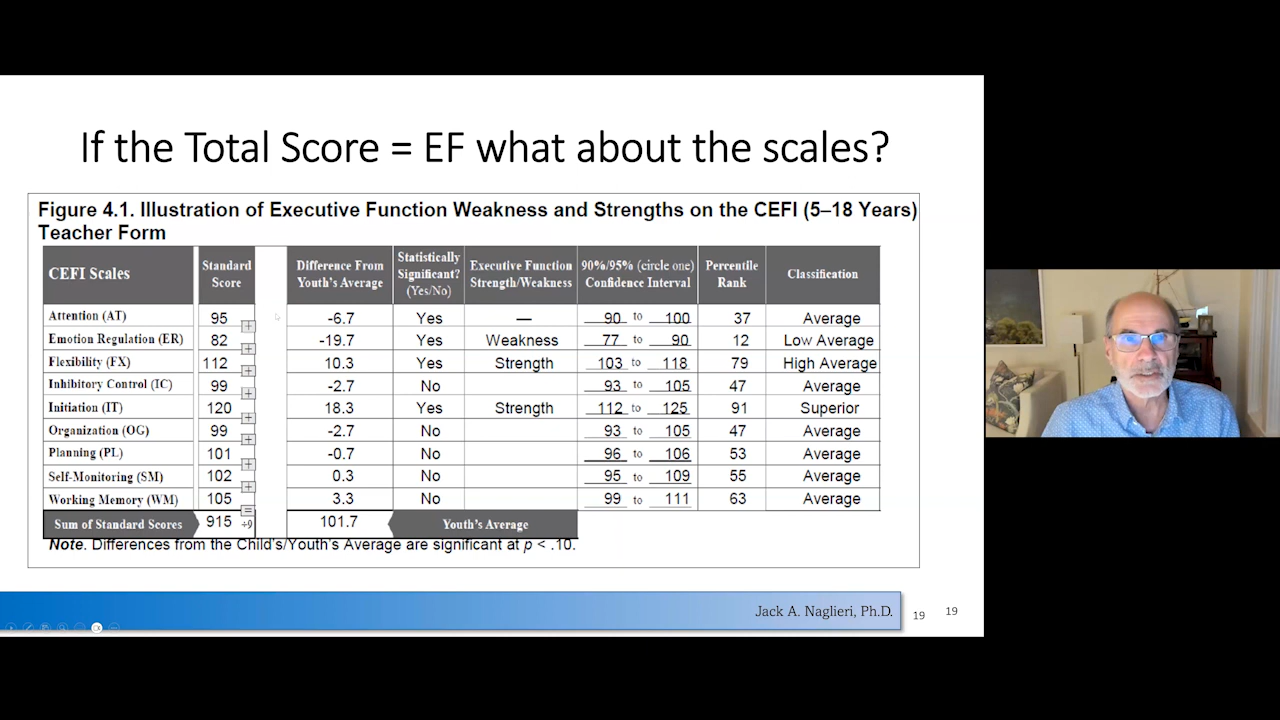 If the Total Score = EF what about the scales?
Figure 4.1. Illustration of Executive Function Weakness and Strengths on the CEFI (5–18 Years)
Teacher Form
CEFI Scales Standard Score Difference From Youth's Average Statistically Significant? (Yes/No) Executive Function Strength/Weakness 90%/95% (circle one) Confidence Interval Percentile Rank Classification
Attention (AT) 95 -6.7 Yes — 90 to 100 37 Average
Emotion Regulation (ER) 82 -19.7 Yes Weakness 77 to 90 12 Low Average
Flexibility (FX) 112 10.3 Yes Strength 103 to 118 79 High Average
Inhibitory Control (IC) 99 -2.7 No 93 to 105 47 Average
Initiation (IT) 120 18.3 Yes Strength 112 to 125 91 Superior
Organization (OG) 99 -2.7 No 93 to 105 47 Average
Planning (PL) 101 -0.7 No 96 to 106 53 Average
Self-Monitoring (SM) 102 0.3 No 95 to 109 55 Average
Working Memory (WM) 105 3.3 No 99 to 111 63 Average
Sum of Standard Scores 915 ÷9 101.7 Youth's Average
Note. Differences from the Child's/Youth's Average are significant at p < .10.
Jack A. Naglieri, Ph.D. 19 19